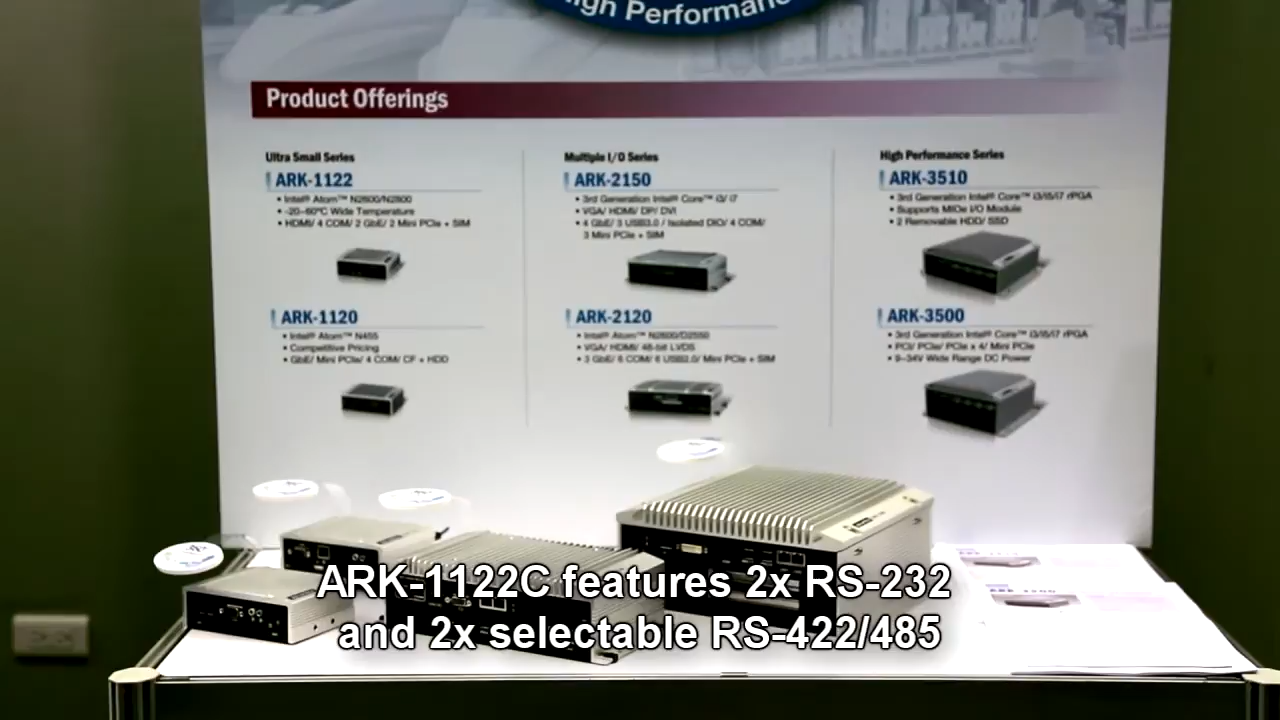 High Performance
Product Offerings
Ultra Small Series
ARK-1122
• Intel® Atom™ N2600/N2800
• -20~60°C Wide Temperature
• HDMI/ 4 COM/ 2 GbE/ 2 Mini PCIe + SIM
ARK-1120
• Intel® Atom™ N455
• Competitive Pricing
• GbE/ Mini PCIe/ 4 COM/ CF + HDD
Multiple I/O Series
ARK-2150
• 3rd Generation Intel® Core™ i3/ i7
• VGA/ HDMI/ DP/ DVI
• 4 GbE/ 3 USB3.0 / Isolated DIO/ 4 COM/
3 Mini PCIe + SIM
ARK-2120
• Intel® Atom™ N2600/D2550
• VGA/ HDMI/ 48-bit LVDS
• 3 GbE/ 6 COM/ 6 USB2.0/ Mini PCIe + SIM
High Performance Series
ARK-3510
• 3rd Generation Intel® Core™ i3/i5/i7 rPGA
• Supports MIOe I/O Module
• 2 Removable HDD/ SSD
ARK-3500
• 3rd Generation Intel® Core™ i3/i5/i7 rPGA
• PCI/ PCIe/ PCIe x 4/ Mini PCIe
• 9~34V Wide Range DC Power
ARK-1122C features 2x RS-232
and 2x selectable RS-422/485